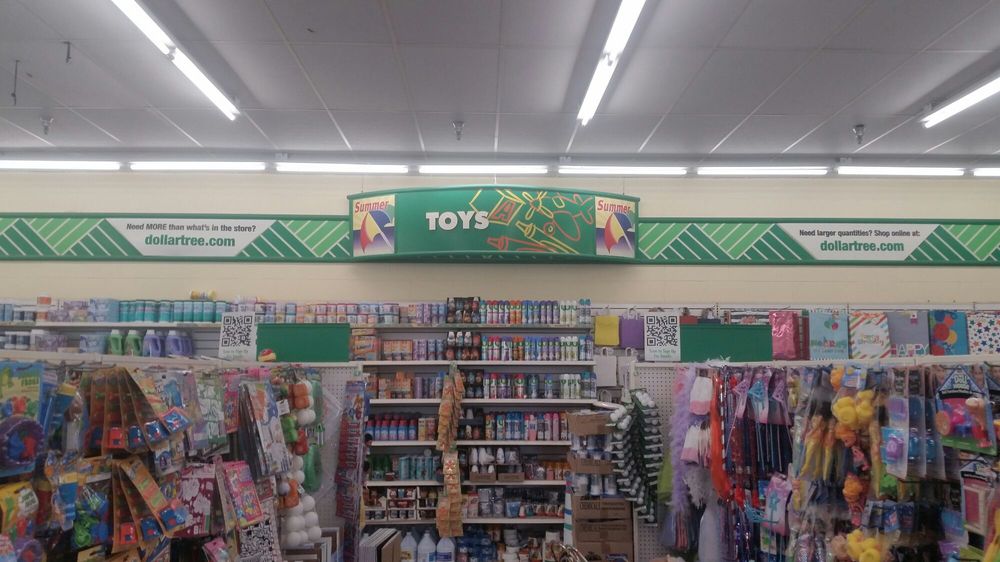 Need MORE than what's in the store?
dollartree.com
Summer
TOYS
Summer
Need larger quantities? Shop online at:
dollartree.com